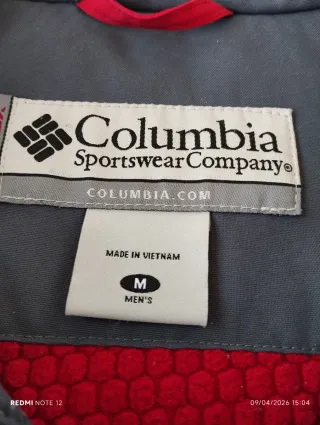 Columbia
Sportswear Company®
COLUMBIA.COM
MADE IN VIETNAM
M
MEN'S
REDMI NOTE 12
09/04/2026 15:04